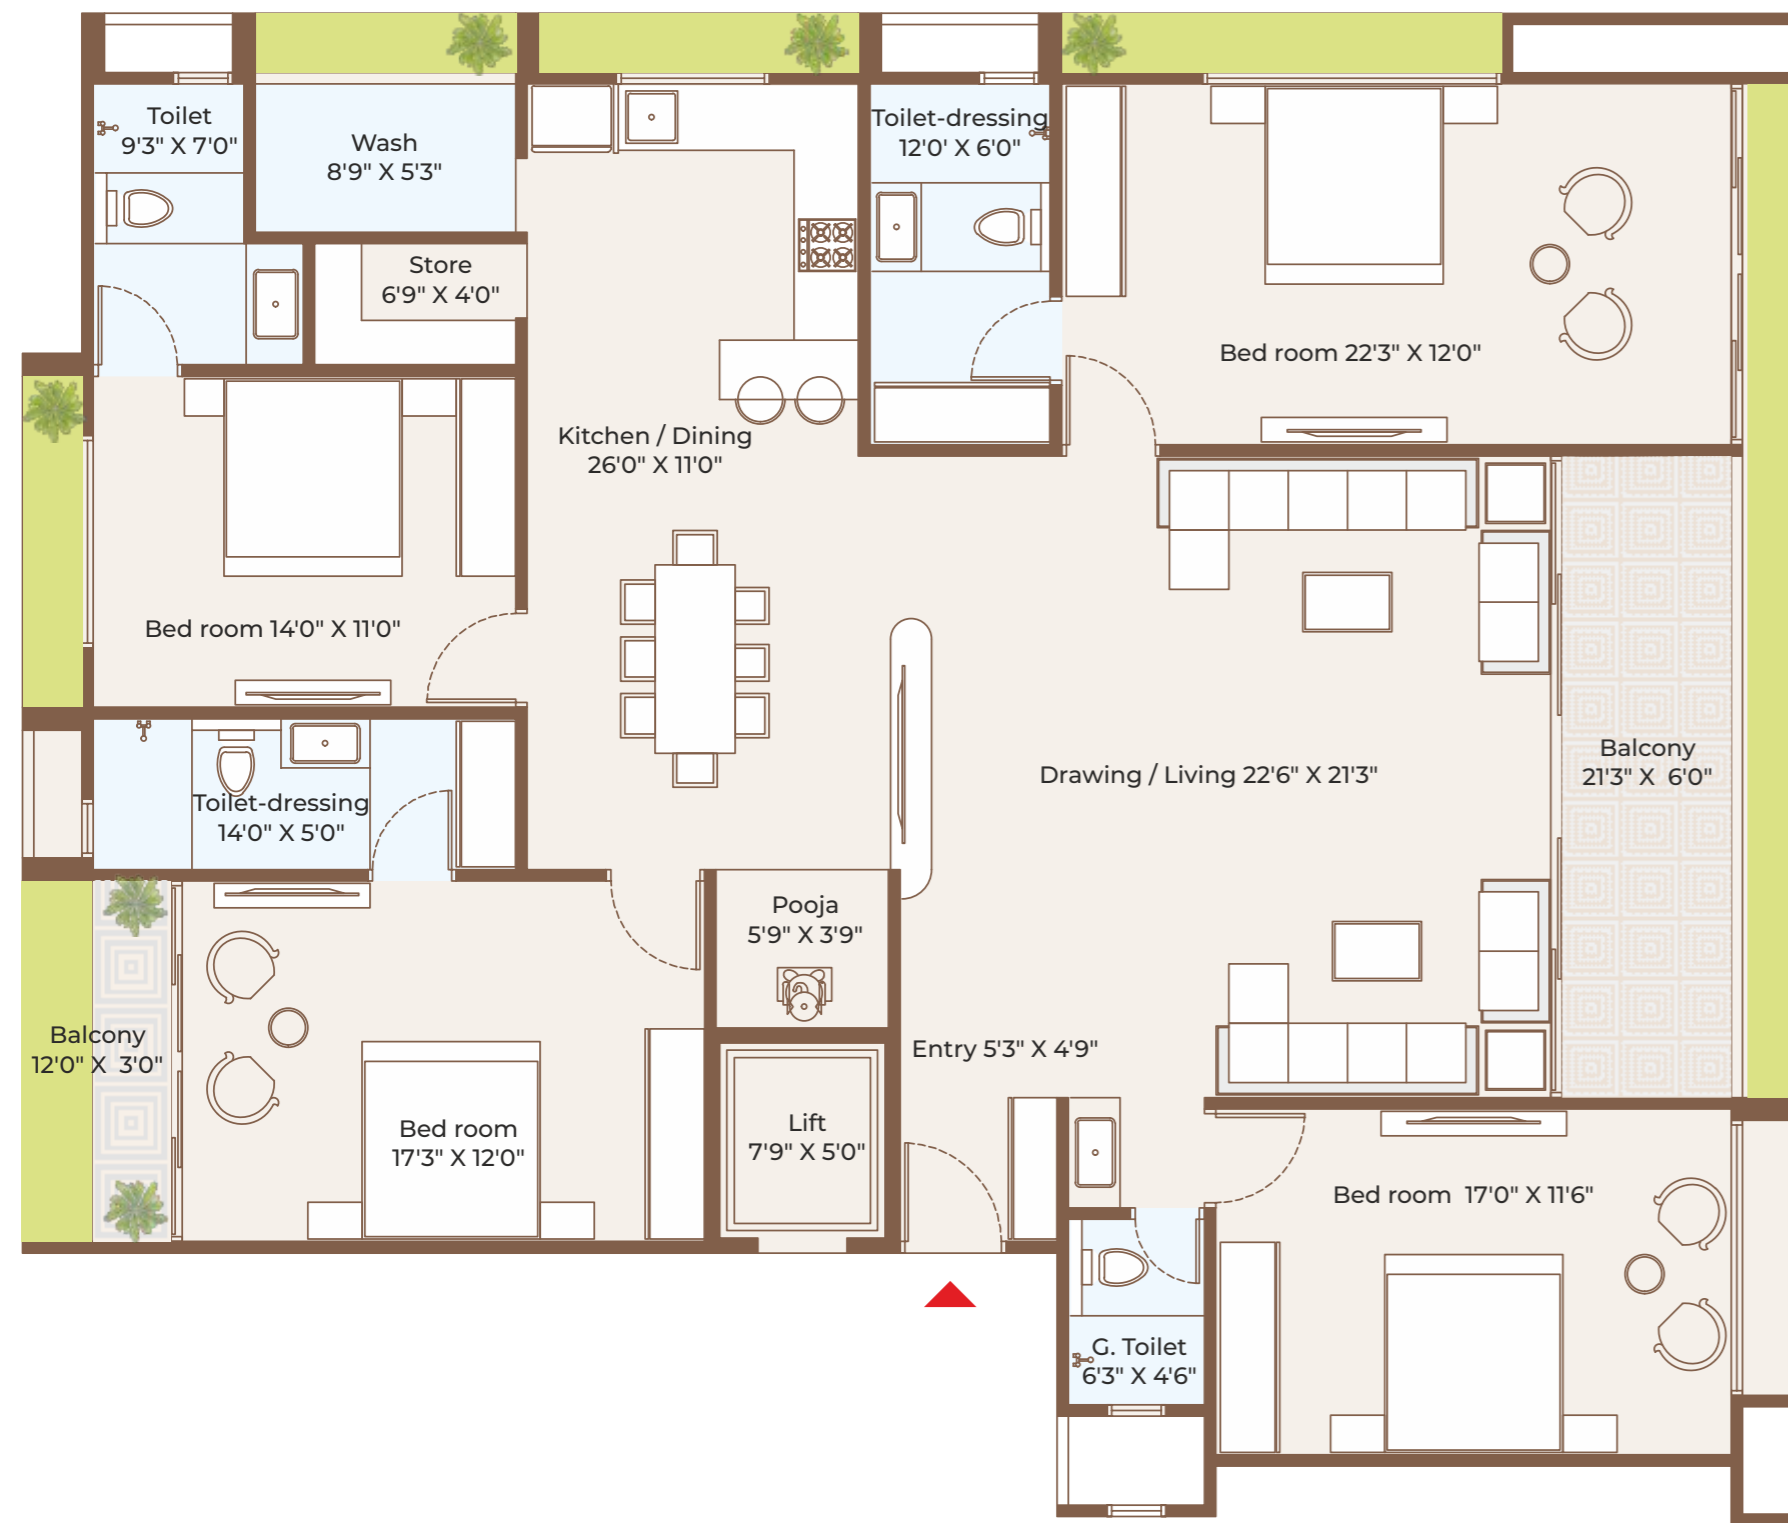 Toilet
9'3" X 7'0"
Wash
8'9" X 5'3"
Toilet-dressing
12'0' X 6'0"
Store
6'9" X 4'0"
Bed room 22'3" X 12'0"
Kitchen / Dining
26'0" X 11'0"
Bed room 14'0" X 11'0"
Drawing / Living 22'6" X 21'3"
Balcony
21'3" X 6'0"
Toilet-dressing
14'0" X 5'0"
Pooja
5'9" X 3'9"
Balcony
12'0" X 3'0"
Entry 5'3" X 4'9"
Bed room
17'3" X 12'0"
Lift
7'9" X 5'0"
Bed room 17'0" X 11'6"
G. Toilet
6'3" X 4'6"